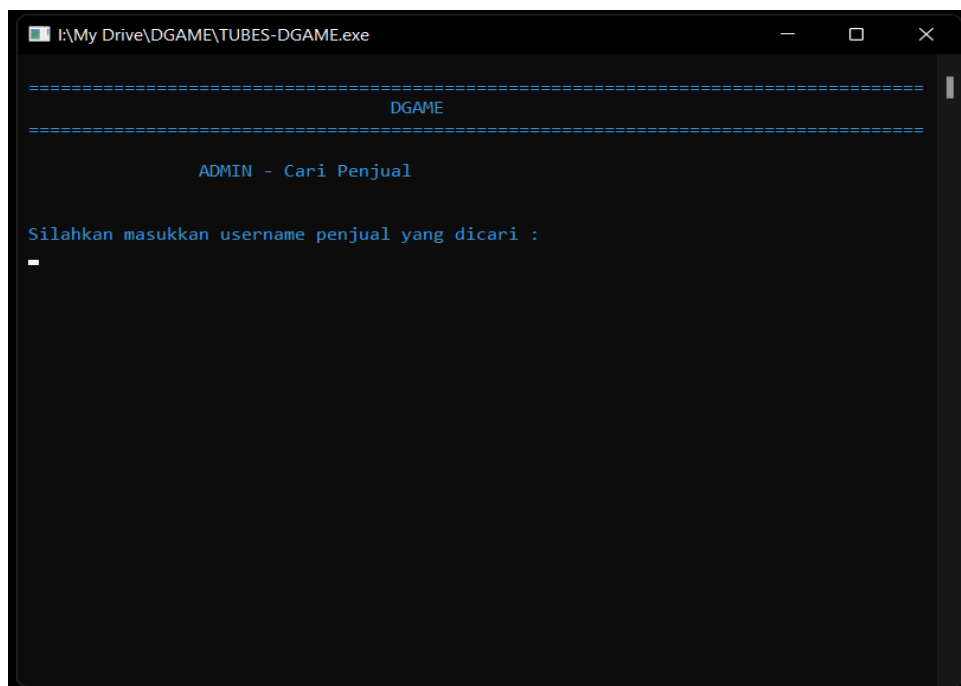 I:\My Drive\DGAME\TUBES-DGAME.exe
====================================================================================
DGAME
====================================================================================
ADMIN - Cari Penjual
Silahkan masukkan username penjual yang dicari :